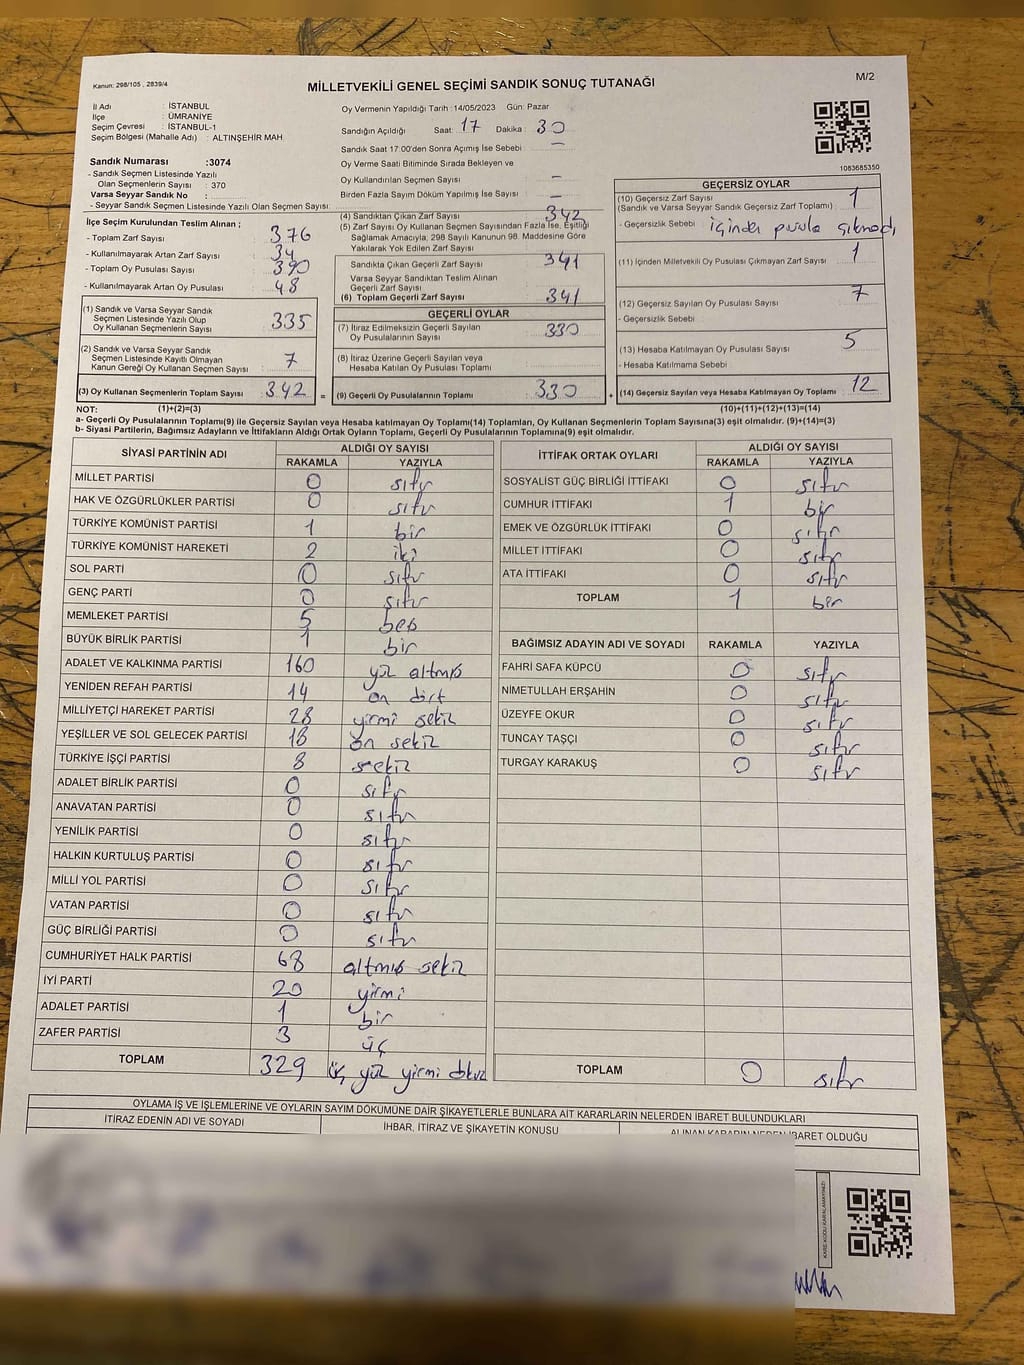 Kanun: 298/105 , 2839/4
MİLLETVEKİLİ GENEL SEÇİMİ SANDIK SONUÇ TUTANAĞI
M/2
İl Adı : İSTANBUL
İlçe : ÜMRANİYE
Seçim Çevresi : İSTANBUL-1
Seçim Bölgesi (Mahalle Adı) : ALTINŞEHİR MAH
Sandık Numarası :3074
- Sandık Seçmen Listesinde Yazılı
Olan Seçmenlerin Sayısı : 370
Varsa Seyyar Sandık No :
- Seyyar Sandık Seçmen Listesinde Yazılı Olan Seçmen Sayısı:
Oy Vermenin Yapıldığı Tarih : 14/05/2023 Gün: Pazar
Sandığın Açıldığı Saat: 17 Dakika : 30
Sandık Saat 17:00'den Sonra Açımış İse Sebebi –
Oy Verme Saati Bitiminde Sırada Bekleyen ve
Oy Kullandırılan Seçmen Sayısı –
Birden Fazla Sayım Döküm Yapılmış İse Sayısı –
1083685350
İlçe Seçim Kurulundan Teslim Alınan ;
- Toplam Zarf Sayısı 376
- Kullanılmayarak Artan Zarf Sayısı 34
- Toplam Oy Pusulası Sayısı 390
- Kullanılmayarak Artan Oy Pusulası 48
(1) Sandık ve Varsa Seyyar Sandık
Seçmen Listesinde Yazılı Olup
Oy Kullanan Seçmenlerin Sayısı 335
(2) Sandık ve Varsa Seyyar Sandık
Seçmen Listesinde Kayıtlı Olmayan
Kanun Gereği Oy Kullanan Seçmen Sayısı 7
(3) Oy Kullanan Seçmenlerin Toplam Sayısı 342 =
(4) Sandıktan Çıkan Zarf Sayısı 342
(5) Zarf Sayısı Oy Kullanan Seçmen Sayısından Fazla İse, Eşitliği
Sağlamak Amacıyla, 298 Sayılı Kanunun 98. Maddesine Göre
Yakılarak Yok Edilen Zarf Sayısı
Sandıkta Çıkan Geçerli Zarf Sayısı 341
Varsa Seyyar Sandıktan Teslim Alınan
Geçerli Zarf Sayısı
(6) Toplam Geçerli Zarf Sayısı 341
GEÇERLİ OYLAR
(7) İtiraz Edilmeksizin Geçerli Sayılan
Oy Pusulalarının Sayısı 330
(8) İtiraz Üzerine Geçerli Sayılan veya
Hesaba Katılan Oy Pusulası Toplamı
(9) Geçerli Oy Pusulalarının Toplamı 330 +
GEÇERSİZ OYLAR
(10) Geçersiz Zarf Sayısı
(Sandık ve Varsa Seyyar Sandık Geçersiz Zarf Toplamı) 1
- Geçersizlik Sebebi içinden pusula çıkmadı
(11) İçinden Milletvekili Oy Pusulası Çıkmayan Zarf Sayısı 1
(12) Geçersiz Sayılan Oy Pusulası Sayısı 7
- Geçersizlik Sebebi
(13) Hesaba Katılmayan Oy Pusulası Sayısı 5
- Hesaba Katılmama Sebebi
(14) Geçersiz Sayılan veya Hesaba Katılmayan Oy Toplamı 12
NOT: (1)+(2)=(3) (10)+(11)+(12)+(13)=(14)
a- Geçerli Oy Pusulalarının Toplamı(9) ile Geçersiz Sayılan veya Hesaba katılmayan Oy Toplamı(14) Toplamları, Oy Kullanan Seçmenlerin Toplam Sayısına(3) eşit olmalıdır. (9)+(14)=(3)
b- Siyasi Partilerin, Bağımsız Adayların ve İttifakların Aldığı Ortak Oyların Toplamı, Geçerli Oy Pusulalarının Toplamına(9) eşit olmalıdır.
SİYASİ PARTİNİN ADI ALDIĞI OY SAYISI
RAKAMLA YAZIYLA
MİLLET PARTİSİ 0 sıfır
HAK VE ÖZGÜRLÜKLER PARTİSİ 0 sıfır
TÜRKİYE KOMÜNİST PARTİSİ 1 bir
TÜRKİYE KOMÜNİST HAREKETİ 2 iki
SOL PARTİ 0 sıfır
GENÇ PARTİ 0 sıfır
MEMLEKET PARTİSİ 5 beş
BÜYÜK BİRLİK PARTİSİ 1 bir
ADALET VE KALKINMA PARTİSİ 160 yüz altmış
YENİDEN REFAH PARTİSİ 14 on dört
MİLLİYETÇİ HAREKET PARTİSİ 28 yirmi sekiz
YEŞİLLER VE SOL GELECEK PARTİSİ 18 on sekiz
TÜRKİYE İŞÇİ PARTİSİ 8 sekiz
ADALET BİRLİK PARTİSİ 0 sıfır
ANAVATAN PARTİSİ 0 sıfır
YENİLİK PARTİSİ 0 sıfır
HALKIN KURTULUŞ PARTİSİ 0 sıfır
MİLLİ YOL PARTİSİ 0 sıfır
VATAN PARTİSİ 0 sıfır
GÜÇ BİRLİĞİ PARTİSİ 0 sıfır
CUMHURİYET HALK PARTİSİ 68 altmış sekiz
İYİ PARTİ 20 yirmi
ADALET PARTİSİ 1 bir
ZAFER PARTİSİ 3 üç
TOPLAM 329 üç yüz yirmi dokuz
İTTİFAK ORTAK OYLARI ALDIĞI OY SAYISI
RAKAMLA YAZIYLA
SOSYALİST GÜÇ BİRLİĞİ İTTİFAKI 0 sıfır
CUMHUR İTTİFAKI 1 bir
EMEK VE ÖZGÜRLÜK İTTİFAKI 0 sıfır
MİLLET İTTİFAKI 0 sıfır
ATA İTTİFAKI 0 sıfır
TOPLAM 1 bir
BAĞIMSIZ ADAYIN ADI VE SOYADI RAKAMLA YAZIYLA
FAHRİ SAFA KÜPCÜ 0 sıfır
NİMETULLAH ERŞAHİN 0 sıfır
ÜZEYFE OKUR 0 sıfır
TUNCAY TAŞÇI 0 sıfır
TURGAY KARAKUŞ 0 sıfır
TOPLAM 0 sıfır
OYLAMA İŞ VE İŞLEMLERİNE VE OYLARIN SAYIM DÖKÜMÜNE DAİR ŞİKAYETLERLE BUNLARA AİT KARARLARIN NELERDEN İBARET BULUNDUKLARI
İTİRAZ EDENİN ADI VE SOYADI İHBAR, İTİRAZ VE ŞİKAYETİN KONUSU ALINAN KARARIN NEDEN İBARET OLDUĞU
KARE KODU KARALAMAYINIZ!